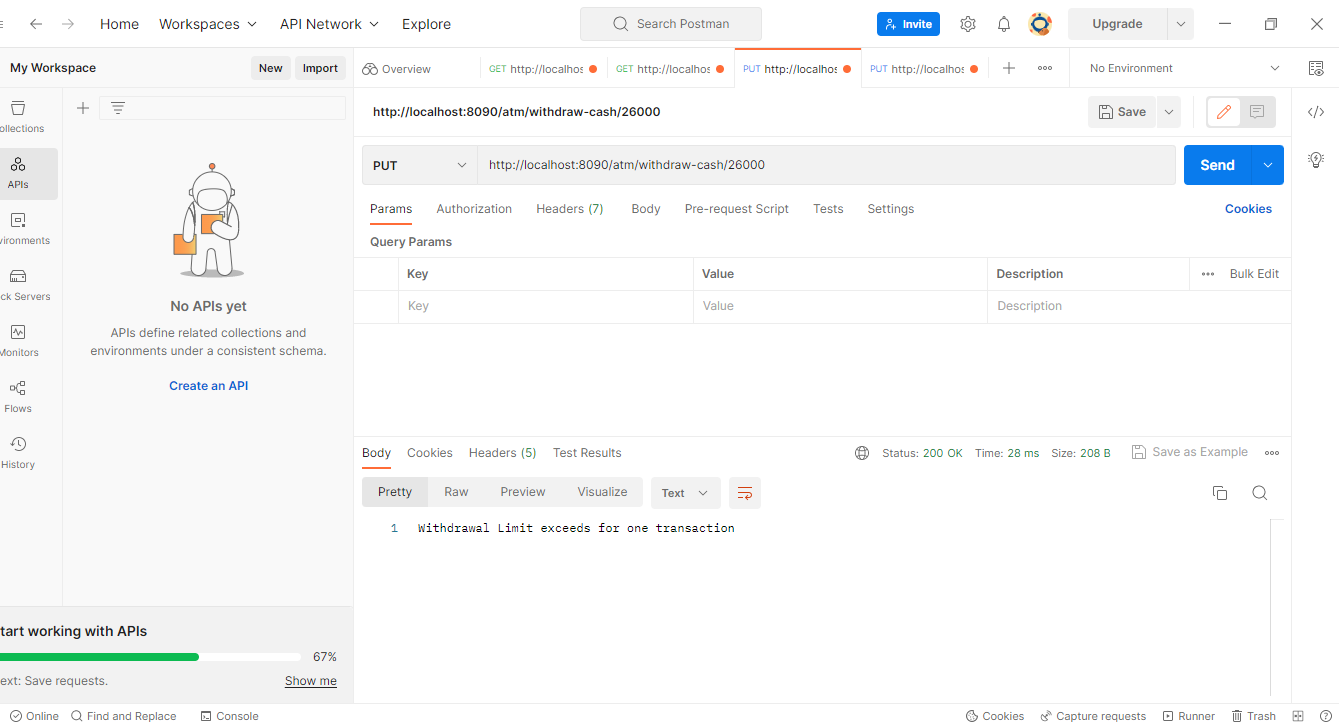 Home Workspaces API Network Explore Search Postman Invite Upgrade
My Workspace New Import Overview GET http://localhos GET http://localhos PUT http://localhos PUT http://localhos No Environment
ollections
APIs
vironments
ck Servers
Monitors
Flows
History
No APIs yet
APIs define related collections and
environments under a consistent schema.
Create an API
tart working with APIs
67%
ext: Save requests. Show me
http://localhost:8090/atm/withdraw-cash/26000 Save
PUT http://localhost:8090/atm/withdraw-cash/26000 Send
Params Authorization Headers (7) Body Pre-request Script Tests Settings Cookies
Query Params
Key Value Description Bulk Edit
Key Value Description
Body Cookies Headers (5) Test Results Status: 200 OK Time: 28 ms Size: 208 B Save as Example
Pretty Raw Preview Visualize Text
1 Withdrawal Limit exceeds for one transaction
Online Find and Replace Console Cookies Capture requests Runner Trash